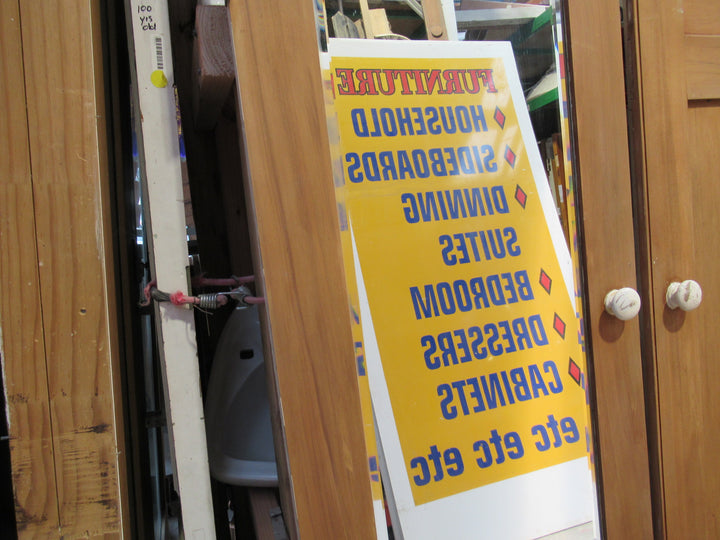 100
yrs
old
FURNITURE
HOUSEHOLD
SIDEBOARDS
DINNING
SUITES
BEDROOM
DRESSERS
CABINETS
etc etc etc